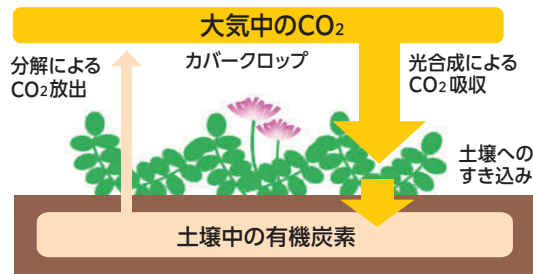 大気中のCO2
分解による
CO2放出
カバークロップ
光合成による
CO2吸収
土壌への
すき込み
土壌中の有機炭素